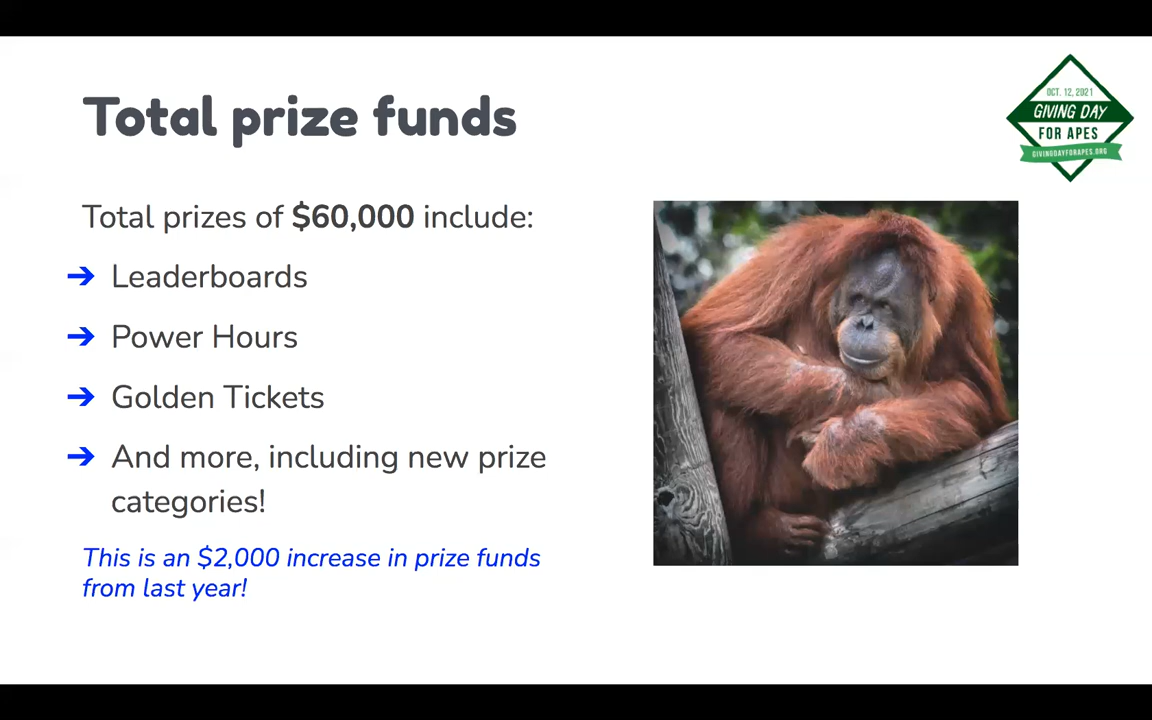 Total prize funds
OCT. 12, 2021
GIVING DAY
FOR APES
GIVINGDAYFORAPES.ORG
Total prizes of $60,000 include:
➔ Leaderboards
➔ Power Hours
➔ Golden Tickets
➔ And more, including new prize
categories!
This is an $2,000 increase in prize funds
from last year!